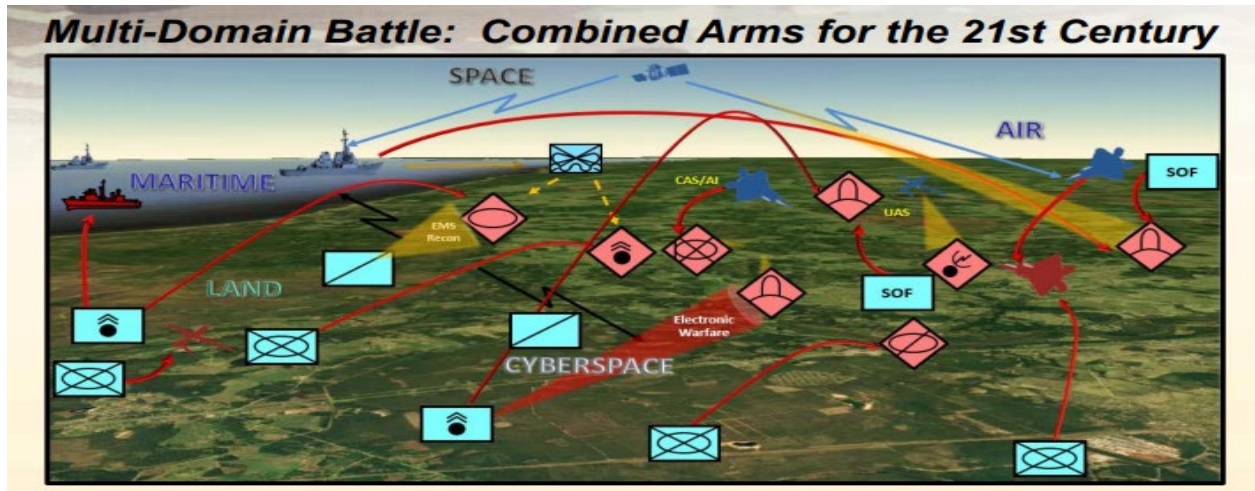 Multi-Domain Battle: Combined Arms for the 21st Century
SPACE
AIR
MARITIME
CAS/AI
SOF
UAS
EMS
Recon
LAND
SOF
Electronic
Warfare
CYBERSPACE